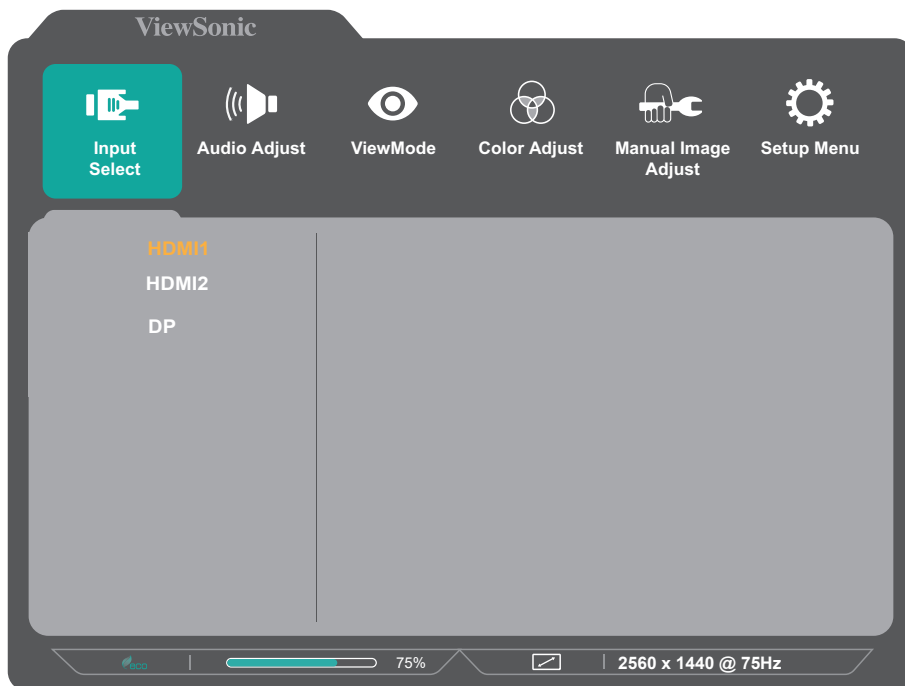 ViewSonic
Input
Select
Audio Adjust
ViewMode
Color Adjust
Manual Image
Adjust
Setup Menu
HDMI1
HDMI2
DP
eco
75%
2560 x 1440 @ 75Hz